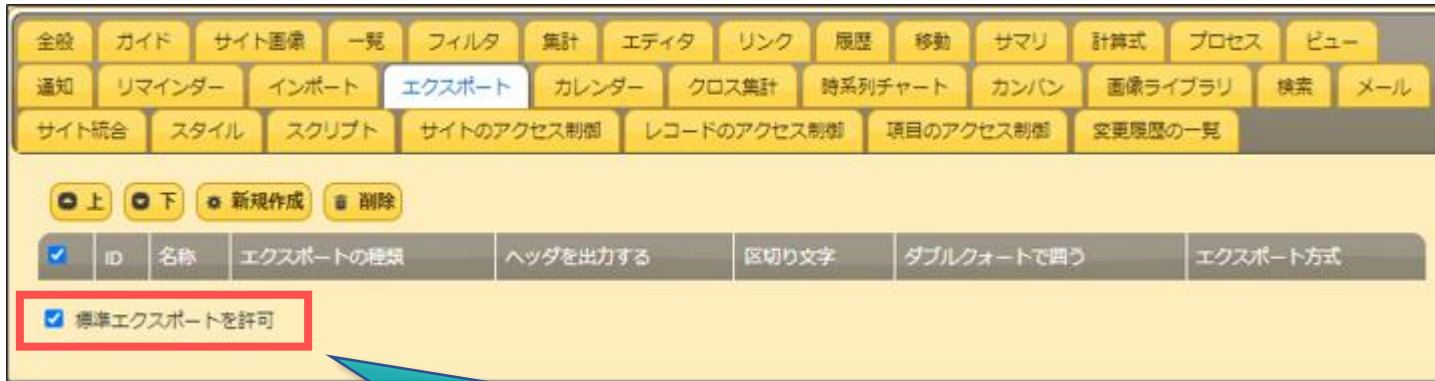 全般 ガイド サイト画像 一覧 フィルタ 集計 エディタ リンク 履歴 移動 サマリ 計算式 プロセス ビュー
通知 リマインダー インポート エクスポート カレンダー クロス集計 時系列チャート カンバン 画像ライブラリ 検索 メール
サイト統合 スタイル スクリプト サイトのアクセス制御 レコードのアクセス制御 項目のアクセス制御 変更履歴の一覧
上 下 新規作成 削除
ID 名称 エクスポートの種類 ヘッダを出力する 区切り文字 ダブルクォートで囲う エクスポート方式
標準エクスポートを許可